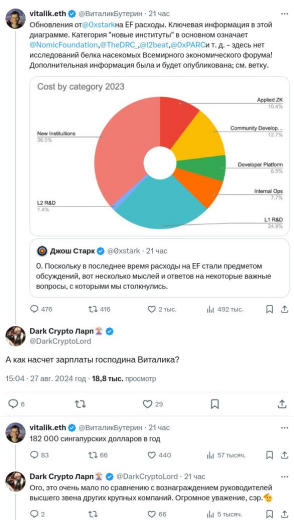 vitalik.eth @ВиталикБутерин · 21 час
Обновления от@0xstarkна EF расходы. Ключевая информация в этой
диаграмме. Категория "новые институты" в основном означает
@NomicFoundation,@TheDRC_,@l2beat,@0xPARCи т. д. – здесь нет
исследований белка насекомых Всемирного экономического форума!
Дополнительная информация была и будет опубликована; см. ветку.
Cost by category 2023
Applied ZK
10.4%
Community Develop...
12.7%
New Institutions
36.5%
Developer Platform
6.5%
Internal Ops
7.7%
L2 R&D
1.4%
L1 R&D
24.9%
Джош Старк @0xstark · 21 час
0. Поскольку в последнее время расходы на EF стали предметом
обсуждений, вот несколько мыслей и ответов на некоторые важные
вопросы, с которыми мы столкнулись.
476 416 2 тыс. 492 тыс.
Dark Crypto Ларп
@DarkCryptoLord
А как насчет зарплаты господина Виталика?
15:04 · 27 авг. 2024 год · 18,8 тыс. просмотр
6 29
vitalik.eth @ВиталикБутерин · 21 час
182 000 сингапурских долларов в год
83 66 440 57 тысяч.
Dark Crypto Ларп @DarkCryptoLord · 21 час
Ого, это очень мало по сравнению с вознаграждением руководителей
высшего звена других крупных компаний. Огромное уважение, сэр.
2 66 5 тысяч.